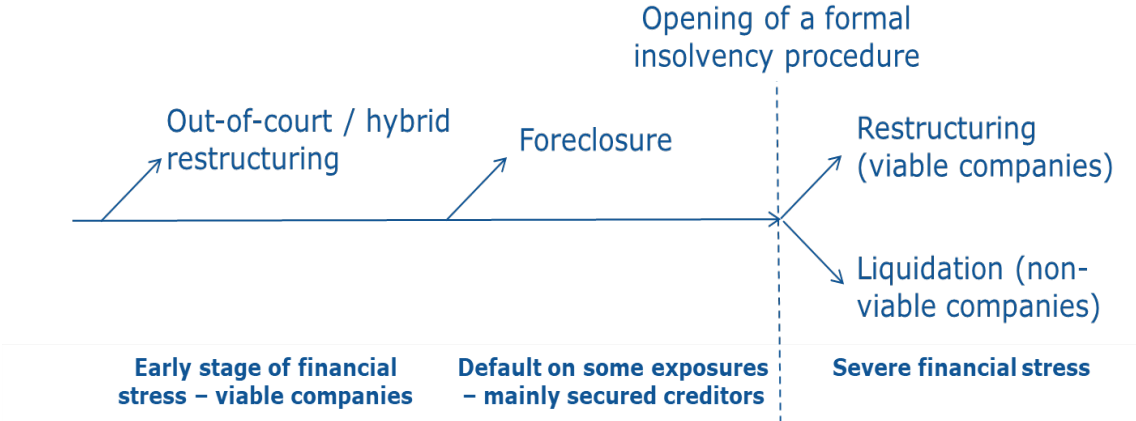 Opening of a formal
insolvency procedure
Out-of-court / hybrid
restructuring
Foreclosure
Restructuring
(viable companies)
Liquidation (non-
viable companies)
Early stage of financial
stress – viable companies
Default on some exposures
– mainly secured creditors
Severe financial stress